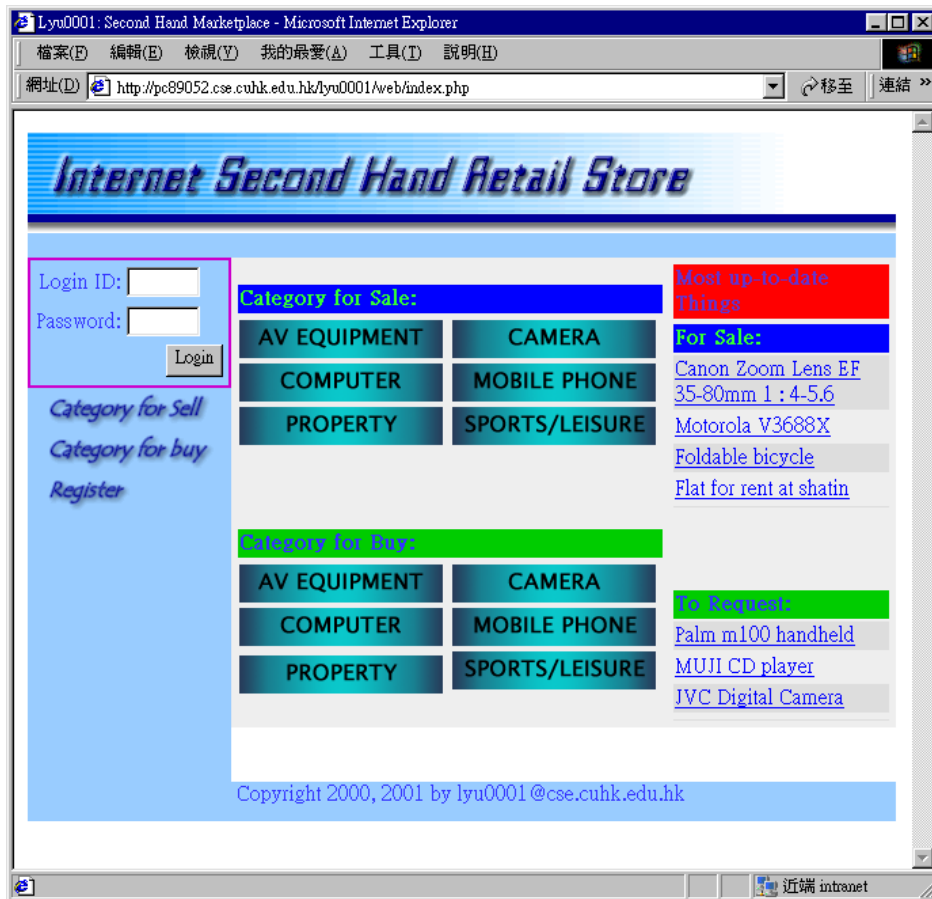 Lyu0001: Second Hand Marketplace - Microsoft Internet Explorer
檔案(F) 編輯(E) 檢視(V) 我的最愛(A) 工具(T) 說明(H)
網址(D) http://pc89052.cse.cuhk.edu.hk/lyu0001/web/index.php 移至 連結 »
Internet Second Hand Retail Store
Login ID:
Password:
Login
Category for Sell
Category for buy
Register
Category for Sale:
AV EQUIPMENT CAMERA
COMPUTER MOBILE PHONE
PROPERTY SPORTS/LEISURE
Category for Buy:
AV EQUIPMENT CAMERA
COMPUTER MOBILE PHONE
PROPERTY SPORTS/LEISURE
Most up-to-date
Things
For Sale:
Canon Zoom Lens EF
35-80mm 1 : 4-5.6
Motorola V3688X
Foldable bicycle
Flat for rent at shatin
To Request:
Palm m100 handheld
MUJI CD player
JVC Digital Camera
Copyright 2000, 2001 by lyu0001@cse.cuhk.edu.hk
近端 intranet